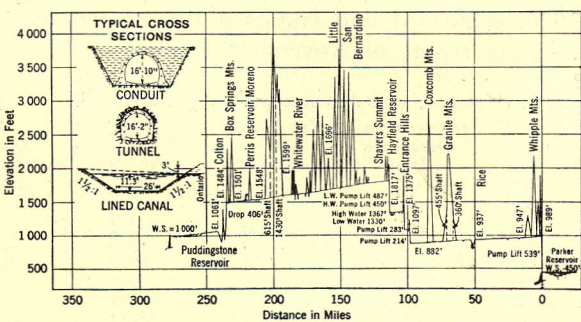 TYPICAL CROSS
SECTIONS
16'-10"
CONDUIT
16'-2"
TUNNEL
3'
11'-3"
26'
1½:1
1½:1
LINED CANAL
Elevation in Feet
4 000
3 500
3 000
2 500
2 000
1 500
1 000
500
W.S. = 1 000'
Puddingstone
Reservoir
Ontario
El. 1061'
El. 1484'
Colton
Box Springs Mts.
El. 1501'
Perris Reservoir Moreno
El. 1548'
Drop 406'
615' Shaft
1430' Shaft
El. 1599'
Whitewater River
El. 1696'
Little
San
Bernardino
Shavers Summit
El. 1817'
Hayfield Reservoir
El. 1375'
Entrance Hills
El. 1097'
L.W. Pump Lift 487'
H.W. Pump Lift 450'
High Water 1367'
Low Water 1330'
Pump Lift 283'
Pump Lift 214'
Coxcomb Mts.
El. 882'
455' Shaft
Granite Mts.
360' Shaft
Rice
El. 937'
El. 947'
Whipple Mts.
El. 989'
Pump Lift 539'
Parker
Reservoir
W.S. 450'
350 300 250 200 150 100 50 0
Distance in Miles